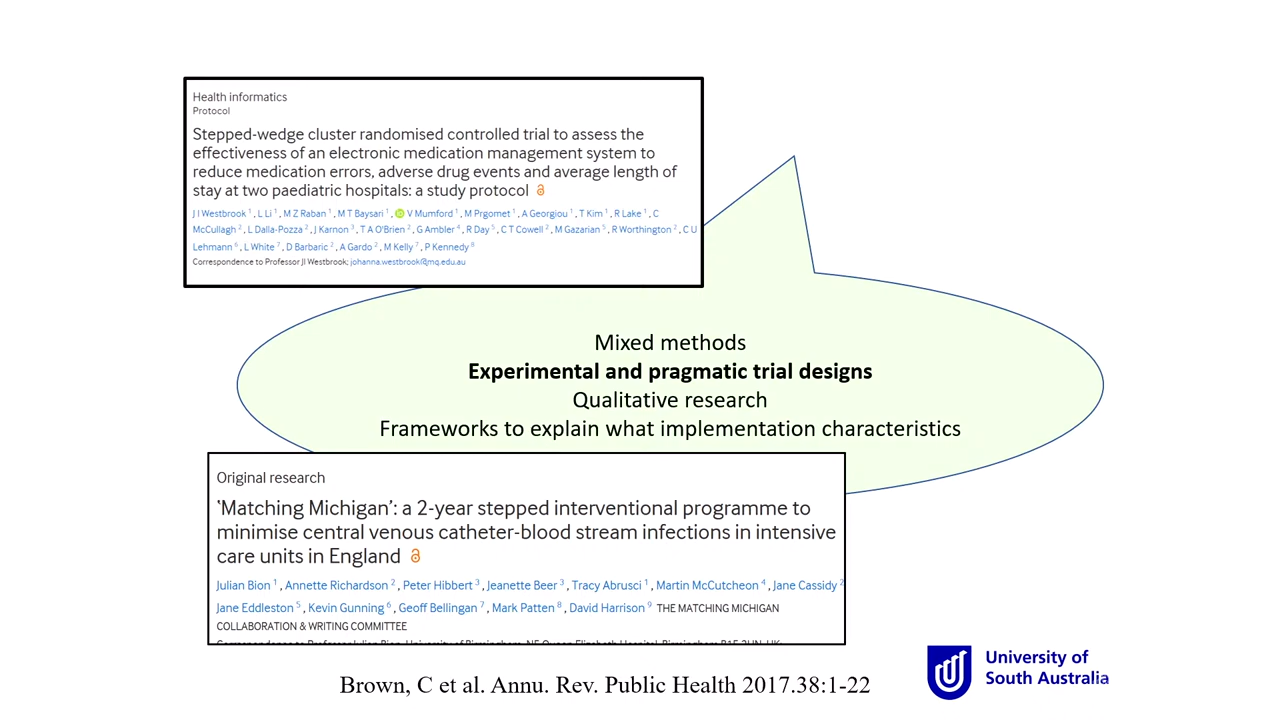 Health informatics
Protocol
Stepped-wedge cluster randomised controlled trial to assess the
effectiveness of an electronic medication management system to
reduce medication errors, adverse drug events and average length of
stay at two paediatric hospitals: a study protocol
J I Westbrook 1, L Li 1, M Z Raban 1, M T Baysari 1, iD V Mumford 1, M Prgomet 1, A Georgiou 1, T Kim 1, R Lake 1, C
McCullagh 2, L Dalla-Pozza 2, J Karnon 3, T A O'Brien 2, G Ambler 4, R Day 5, C T Cowell 2, M Gazarian 5, R Worthington 2, C U
Lehmann 6, L White 7, D Barbaric 2, A Gardo 2, M Kelly 7, P Kennedy 8
Correspondence to Professor JI Westbrook; johanna.westbrook@mq.edu.au
Mixed methods
Experimental and pragmatic trial designs
Qualitative research
Frameworks to explain what implementation characteristics
Original research
'Matching Michigan': a 2-year stepped interventional programme to
minimise central venous catheter-blood stream infections in intensive
care units in England
Julian Bion 1, Annette Richardson 2, Peter Hibbert 3, Jeanette Beer 3, Tracy Abrusci 1, Martin McCutcheon 4, Jane Cassidy 2
Jane Eddleston 5, Kevin Gunning 6, Geoff Bellingan 7, Mark Patten 8, David Harrison 9 THE MATCHING MICHIGAN
COLLABORATION & WRITING COMMITTEE
Brown, C et al. Annu. Rev. Public Health 2017.38:1-22
University of
South Australia